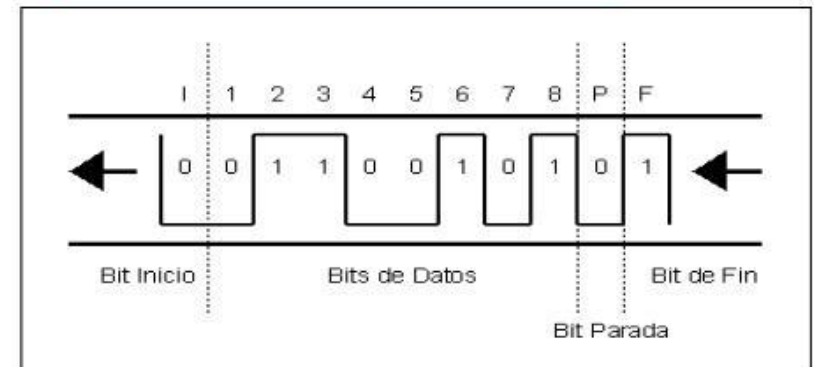 I 1 2 3 4 5 6 7 8 P F
0 0 1 1 0 0 1 0 1 0 1
Bit Inicio Bits de Datos Bit de Fin
Bit Parada